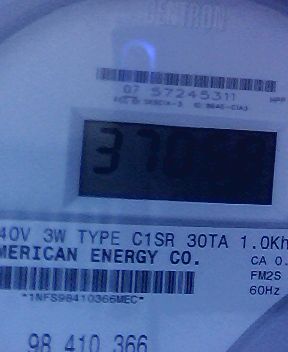 CENTRON
07 57245311
370
40V 3W TYPE C1SR 30TA 1.0Kh
MERICAN ENERGY CO.
CA 0.
FM2S
60Hz
*1NFS98410366MEC*
98 410 366